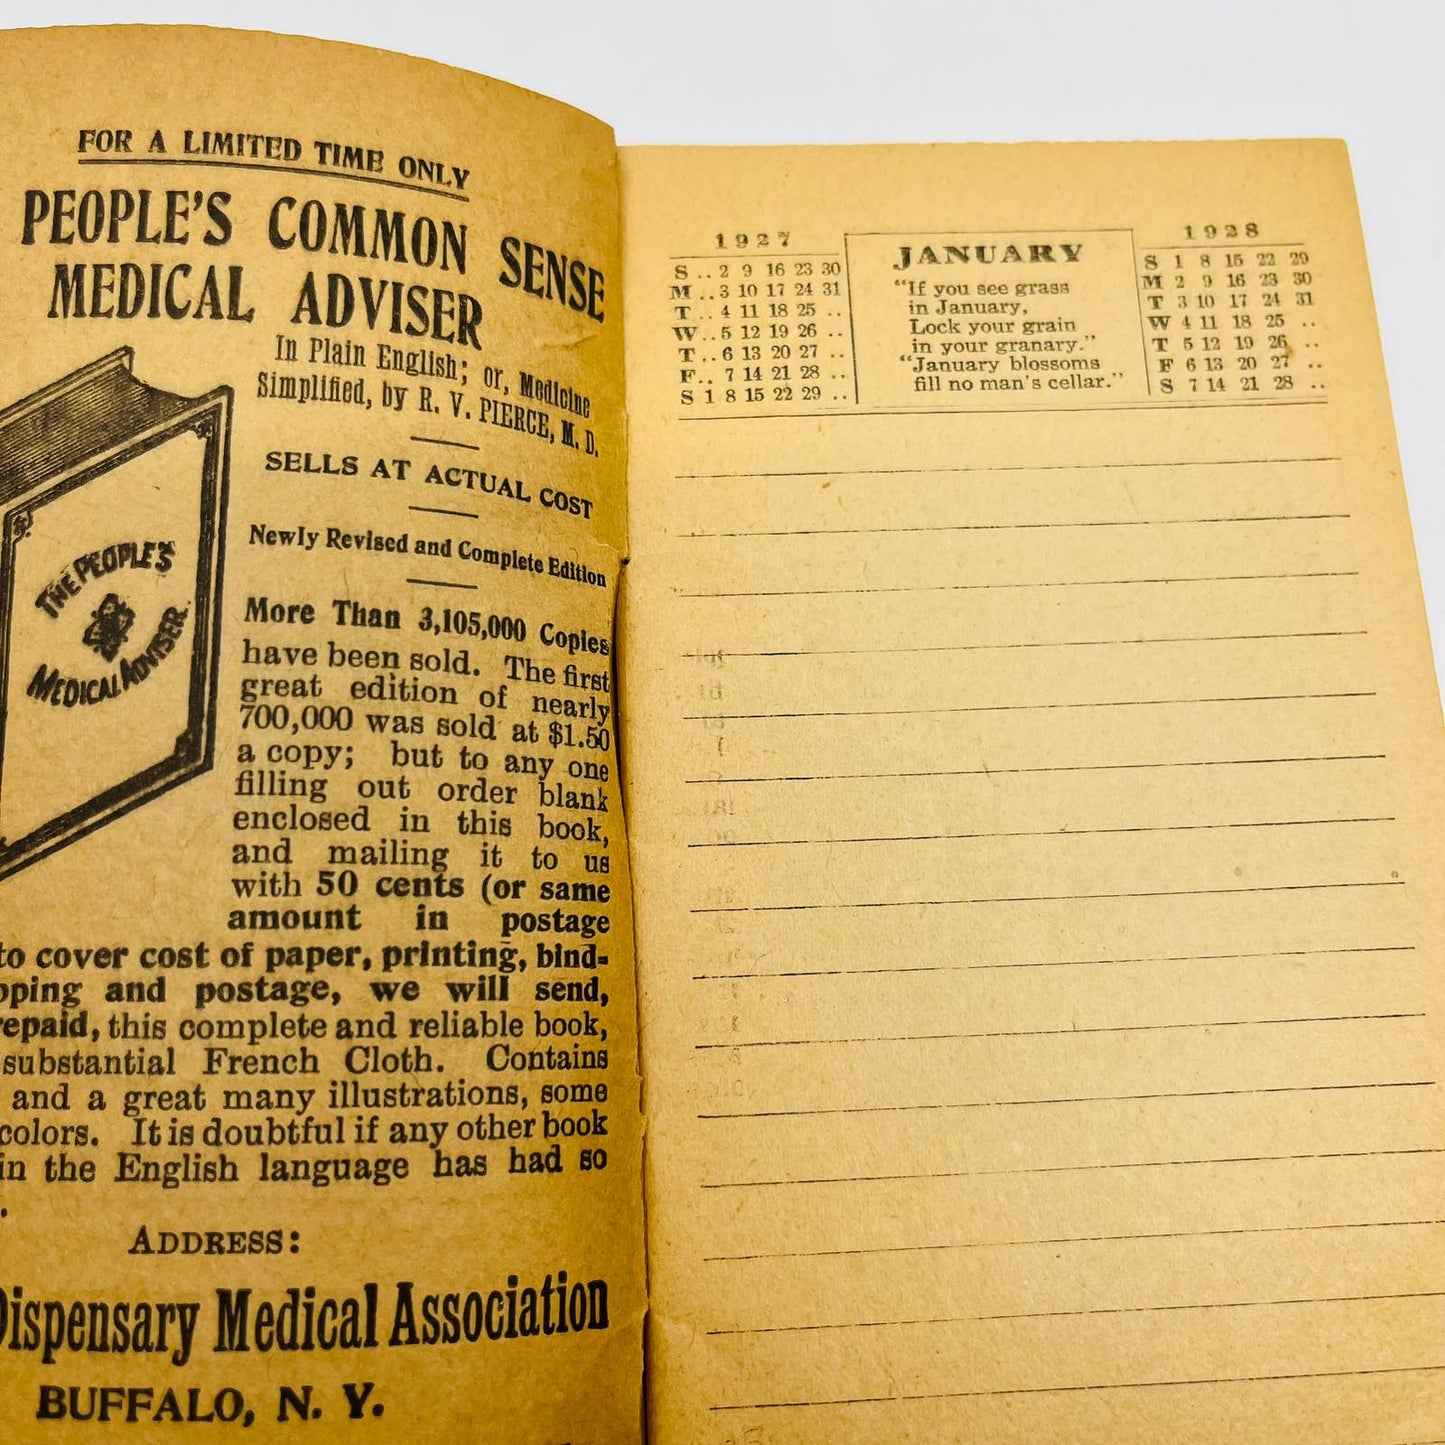 FOR A LIMITED TIME ONLY
PEOPLE'S COMMON SENSE
MEDICAL ADVISER
In Plain English; or, Medicine
Simplified, by R. V. PIERCE, M. D.
SELLS AT ACTUAL COST
Newly Revised and Complete Edition
THE PEOPLE'S
MEDICAL ADVISER
More Than 3,105,000 Copies
have been sold. The first
great edition of nearly
700,000 was sold at $1.50
a copy; but to any one
filling out order blank
enclosed in this book,
and mailing it to us
with 50 cents (or same
amount in postage
to cover cost of paper, printing, bind-
pping and postage, we will send,
repaid, this complete and reliable book,
substantial French Cloth. Contains
and a great many illustrations, some
colors. It is doubtful if any other book
in the English language has had so
.
ADDRESS:
Dispensary Medical Association
BUFFALO, N. Y.
1927
S .. 2 9 16 23 30
M .. 3 10 17 24 31
T .. 4 11 18 25 ..
W .. 5 12 19 26 ..
T .. 6 13 20 27 ..
F .. 7 14 21 28 ..
S 1 8 15 22 29 ..
JANUARY
"If you see grass
in January,
Lock your grain
in your granary."
"January blossoms
fill no man's cellar."
1928
S 1 8 15 22 29
M 2 9 16 23 30
T 3 10 17 24 31
W 4 11 18 25 ..
T 5 12 19 26 ..
F 6 13 20 27 ..
S 7 14 21 28 ..